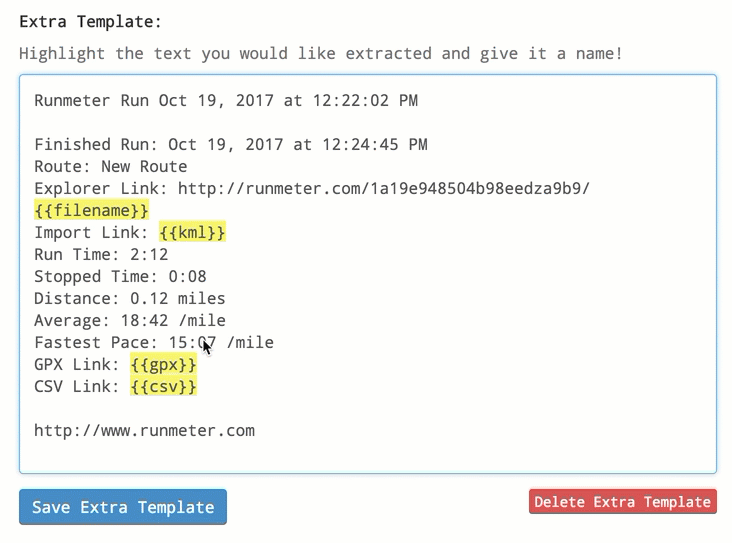 Extra Template:
Highlight the text you would like extracted and give it a name!
Runmeter Run Oct 19, 2017 at 12:22:02 PM
Finished Run: Oct 19, 2017 at 12:24:45 PM
Route: New Route
Explorer Link: http://runmeter.com/1a19e948504b98eedza9b9/
{{filename}}
Import Link: {{kml}}
Run Time: 2:12
Stopped Time: 0:08
Distance: 0.12 miles
Average: 18:42 /mile
Fastest Pace: 15:07 /mile
GPX Link: {{gpx}}
CSV Link: {{csv}}
http://www.runmeter.com
Save Extra Template
Delete Extra Template